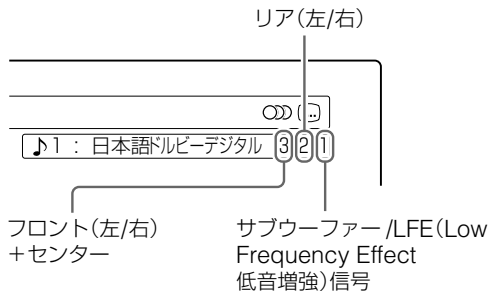 リア（左/右）
♪1 : 日本語ドルビーデジタル 3 2 1
フロント（左/右）
＋センター
サブウーファー/LFE（Low
Frequency Effect
低音増強）信号